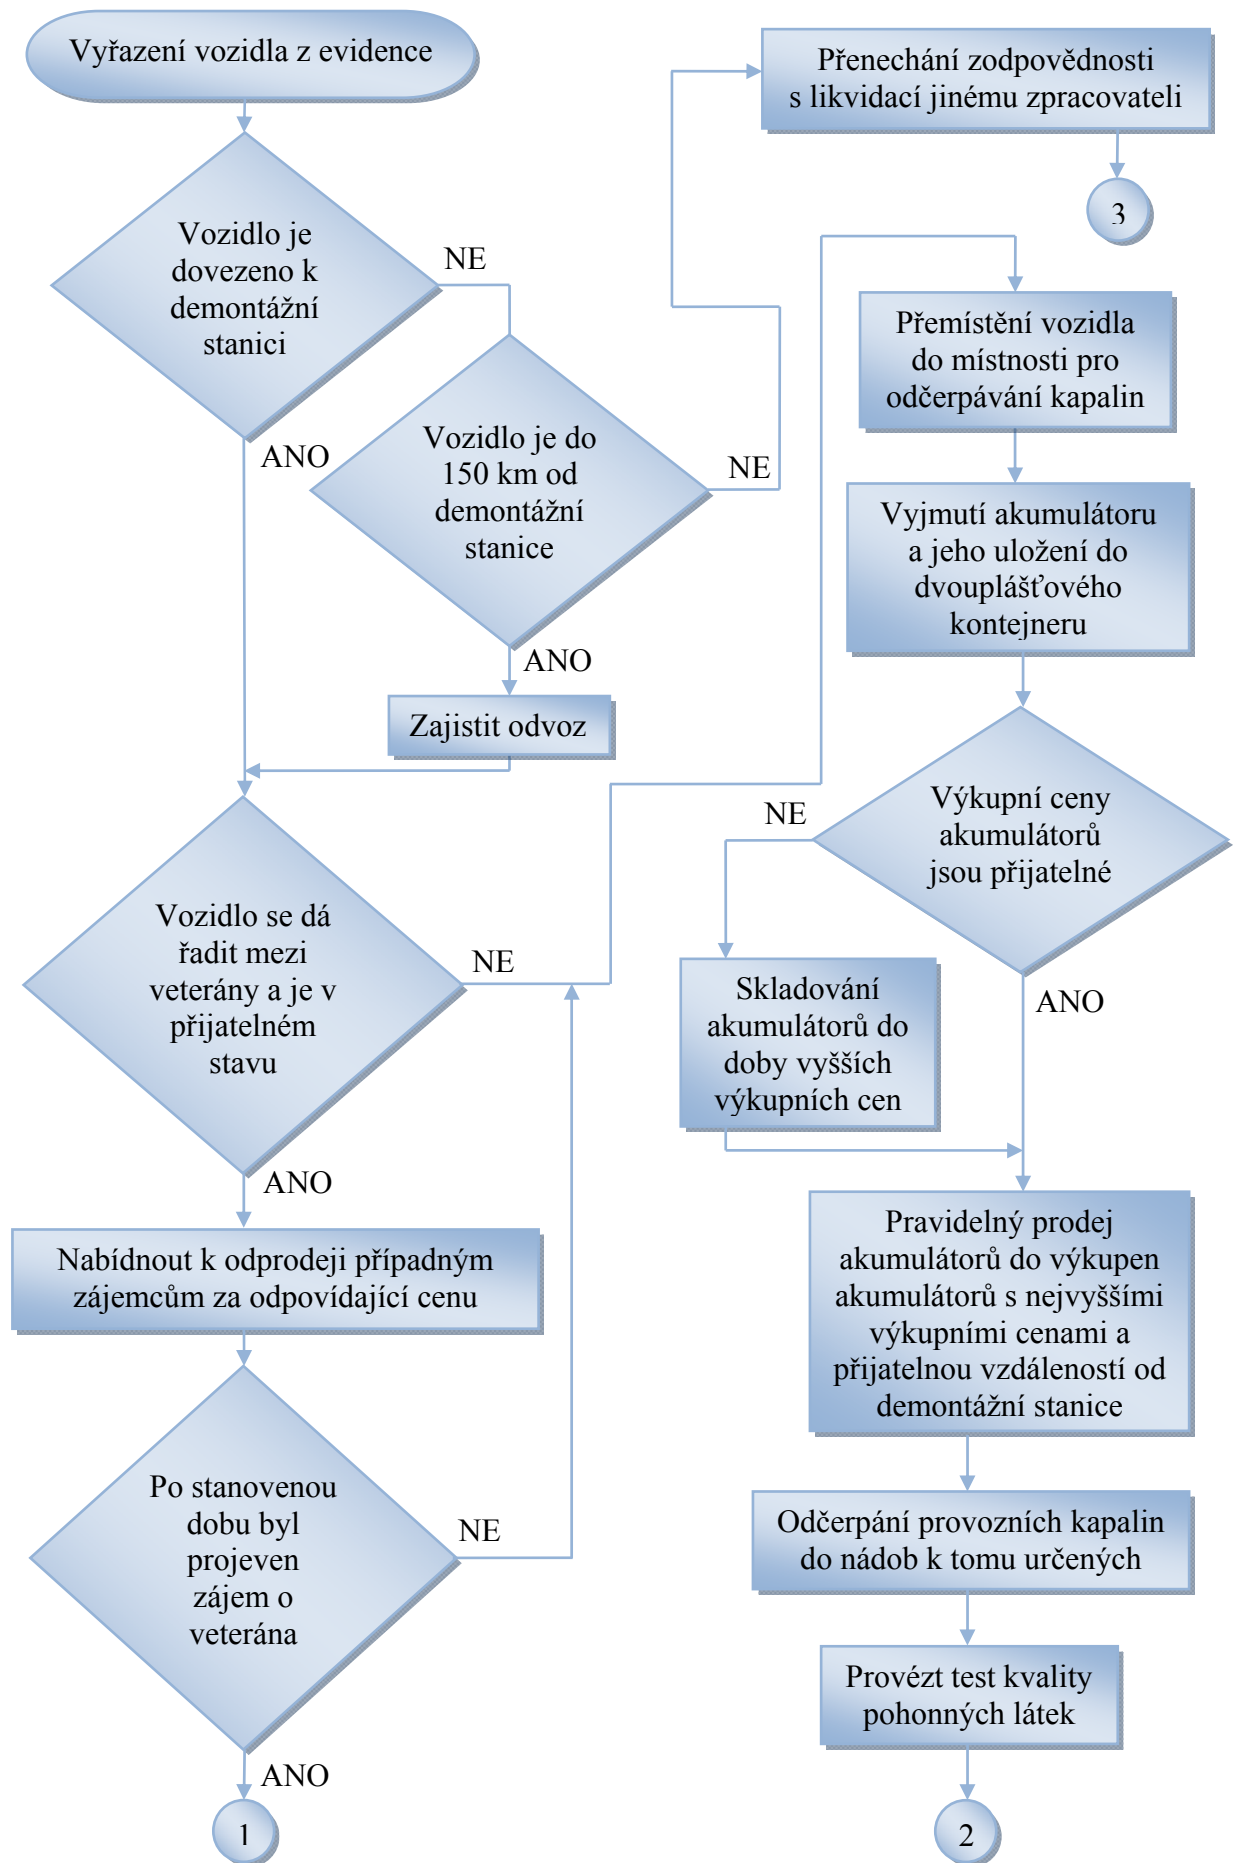 Vyřazení vozidla z evidence
Vozidlo je
dovezeno k
demontážní
stanici
NE
ANO
Vozidlo je do
150 km od
demontážní
stanice
NE
ANO
Zajistit odvoz
Vozidlo se dá
řadit mezi
veterány a je v
přijatelném
stavu
NE
ANO
Nabídnout k odprodeji případným
zájemcům za odpovídající cenu
Po stanovenou
dobu byl
projeven
zájem o
veterána
NE
ANO
1
Přenechání zodpovědnosti
s likvidací jinému zpracovateli
3
Přemístění vozidla
do místnosti pro
odčerpávání kapalin
Vyjmutí akumulátoru
a jeho uložení do
dvouplášťového
kontejneru
Výkupní ceny
akumulátorů
jsou přijatelné
NE
ANO
Skladování
akumulátorů do
doby vyšších
výkupních cen
Pravidelný prodej
akumulátorů do výkupen
akumulátorů s nejvyššími
výkupními cenami a
přijatelnou vzdáleností od
demontážní stanice
Odčerpání provozních kapalin
do nádob k tomu určených
Provézt test kvality
pohonných látek
2